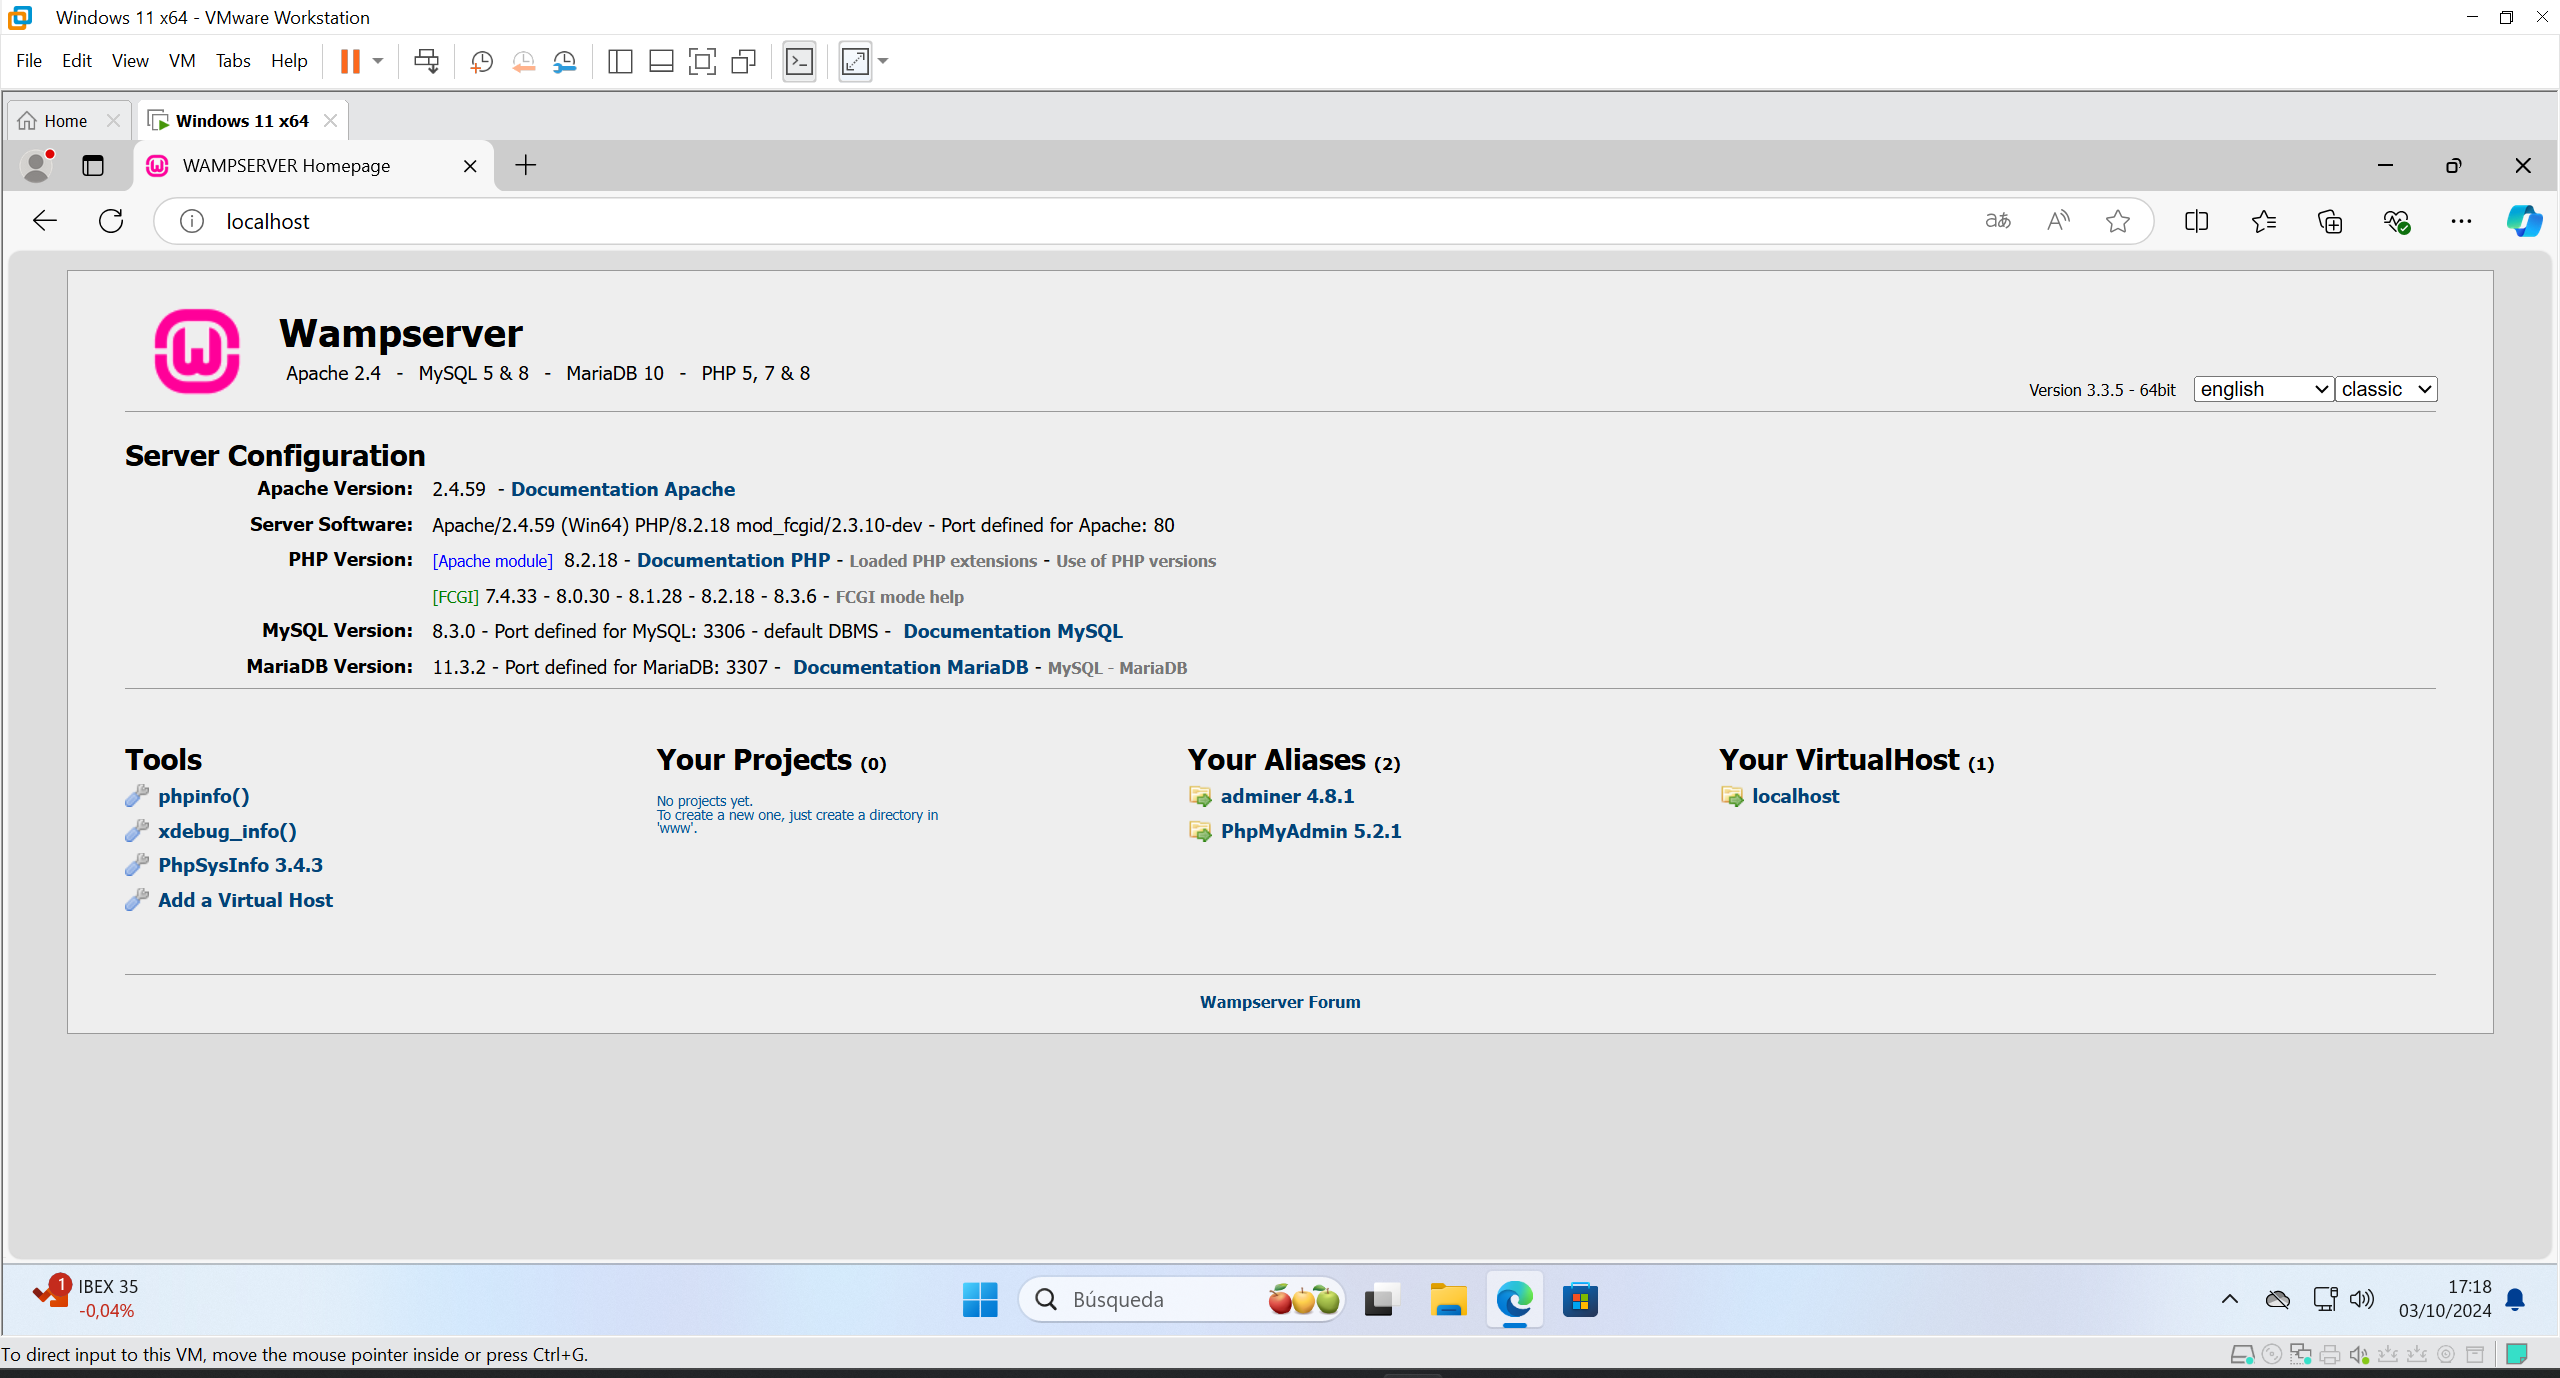 Windows 11 x64 - VMware Workstation
File Edit View VM Tabs Help
Home Windows 11 x64
WAMPSERVER Homepage
localhost
Wampserver
Apache 2.4 - MySQL 5 & 8 - MariaDB 10 - PHP 5, 7 & 8
Version 3.3.5 - 64bit english classic
Server Configuration
Apache Version: 2.4.59 - Documentation Apache
Server Software: Apache/2.4.59 (Win64) PHP/8.2.18 mod_fcgid/2.3.10-dev - Port defined for Apache: 80
PHP Version: [Apache module] 8.2.18 - Documentation PHP - Loaded PHP extensions - Use of PHP versions
[FCGI] 7.4.33 - 8.0.30 - 8.1.28 - 8.2.18 - 8.3.6 - FCGI mode help
MySQL Version: 8.3.0 - Port defined for MySQL: 3306 - default DBMS - Documentation MySQL
MariaDB Version: 11.3.2 - Port defined for MariaDB: 3307 - Documentation MariaDB - MySQL - MariaDB
Tools
phpinfo()
xdebug_info()
PhpSysInfo 3.4.3
Add a Virtual Host
Your Projects (0)
No projects yet.
To create a new one, just create a directory in
'www'.
Your Aliases (2)
adminer 4.8.1
PhpMyAdmin 5.2.1
Your VirtualHost (1)
localhost
Wampserver Forum
1 IBEX 35
-0,04%
Búsqueda
17:18
03/10/2024
To direct input to this VM, move the mouse pointer inside or press Ctrl+G.